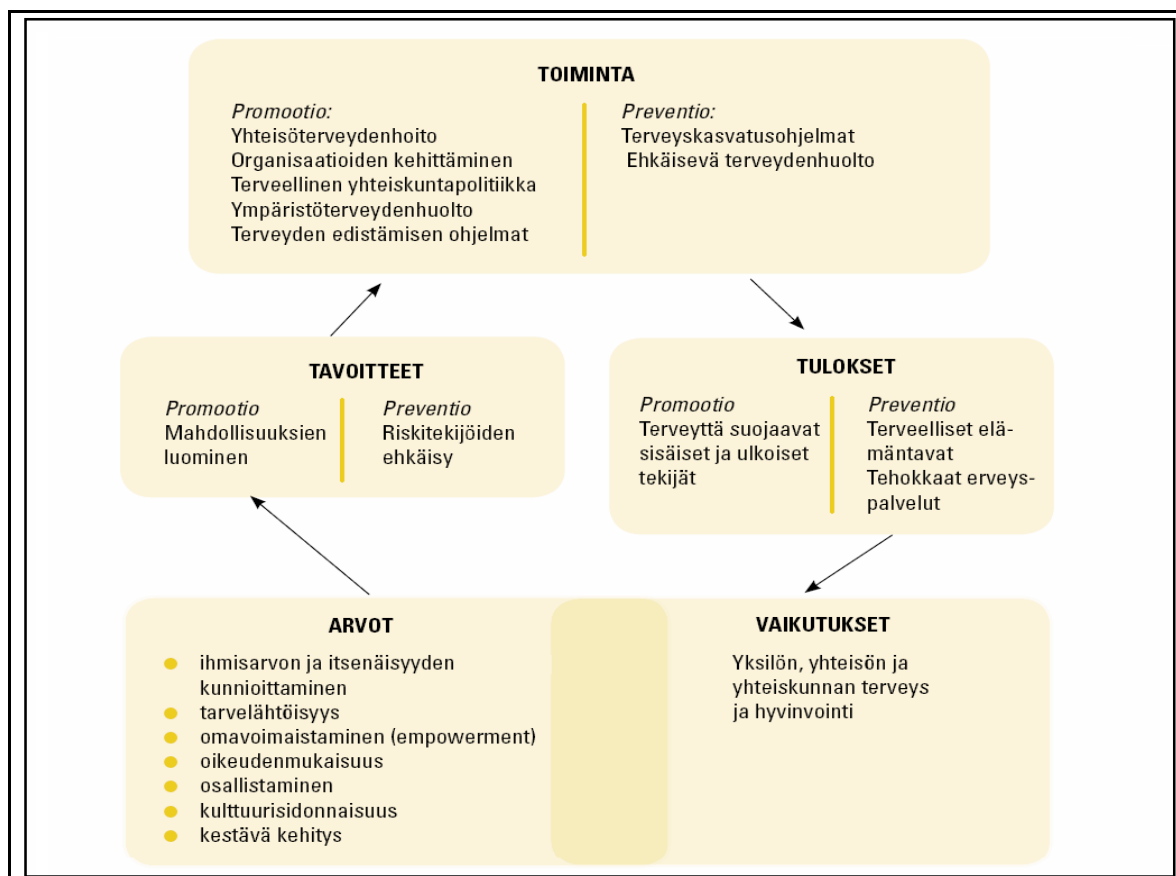 TOIMINTA
Promootio:
Yhteisöterveydenhoito
Organisaatioiden kehittäminen
Terveellinen yhteiskuntapolitiikka
Ympäristöterveydenhuolto
Terveyden edistämisen ohjelmat
Preventio:
Terveyskasvatusohjelmat
Ehkäisevä terveydenhuolto
TAVOITTEET
Promootio
Mahdollisuuksien
luominen
Preventio
Riskitekijöiden
ehkäisy
TULOKSET
Promootio
Terveyttä suojaavat
sisäiset ja ulkoiset
tekijät
Preventio
Terveelliset elä-
mäntavat
Tehokkaat erveys-
palvelut
ARVOT
ihmisarvon ja itsenäisyyden
kunnioittaminen
tarvelähtöisyys
omavoimaistaminen (empowerment)
oikeudenmukaisuus
osallistaminen
kulttuurisidonnaisuus
kestävä kehitys
VAIKUTUKSET
Yksilön, yhteisön ja
yhteiskunnan terveys
ja hyvinvointi